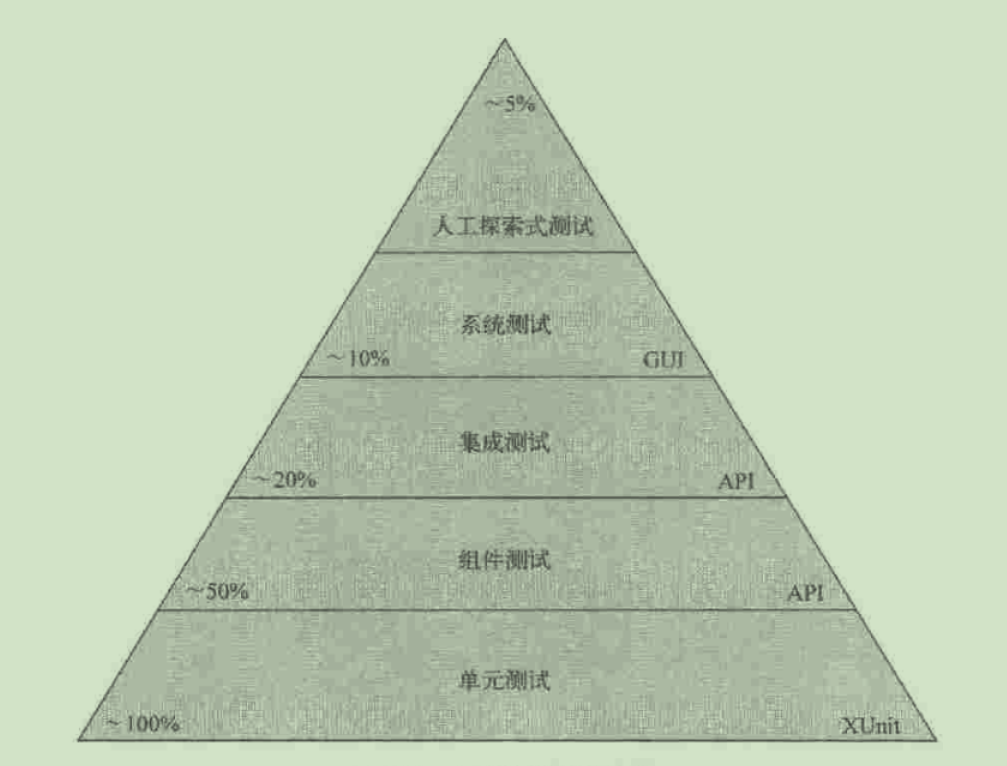 ~5%
人工探索式测试
系统测试
~10% GUI
集成测试
~20% API
组件测试
~50% API
单元测试
~100% XUnit